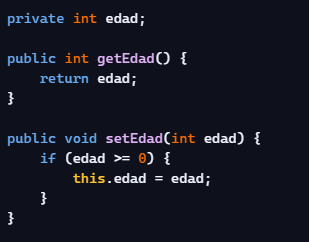 private int edad;
public int getEdad() {
    return edad;
}
public void setEdad(int edad) {
    if (edad >= 0) {
        this.edad = edad;
    }
}